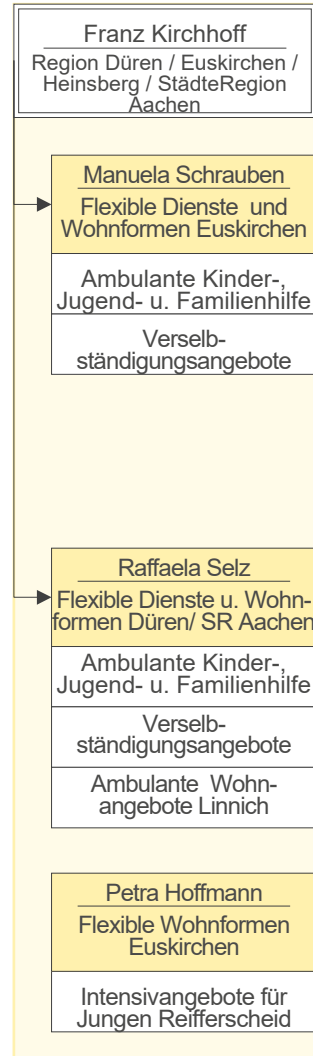 Franz Kirchhoff
Region Düren / Euskirchen /
Heinsberg / StädteRegion
Aachen
Manuela Schrauben
Flexible Dienste und
Wohnformen Euskirchen
Ambulante Kinder-,
Jugend- u. Familienhilfe
Verselb-
ständigungsangebote
Raffaela Selz
Flexible Dienste u. Wohn-
formen Düren/ SR Aachen
Ambulante Kinder-,
Jugend- u. Familienhilfe
Verselb-
ständigungsangebote
Ambulante Wohn-
angebote Linnich
Petra Hoffmann
Flexible Wohnformen
Euskirchen
Intensivangebote für
Jungen Reifferscheid